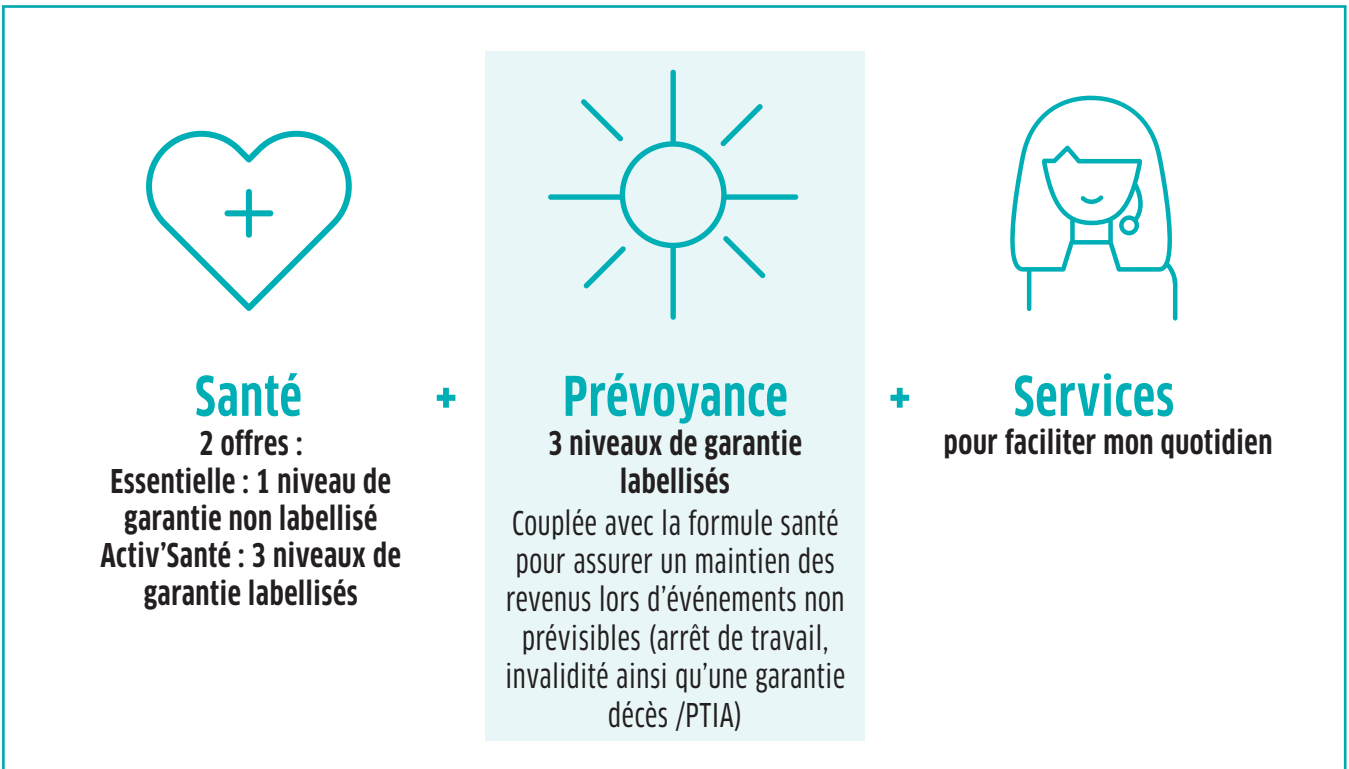 Santé
2 offres :
Essentielle : 1 niveau de
garantie non labellisé
Activ’Santé : 3 niveaux de
garantie labellisés
+
Prévoyance
3 niveaux de garantie
labellisés
Couplée avec la formule santé
pour assurer un maintien des
revenus lors d’événements non
prévisibles (arrêt de travail,
invalidité ainsi qu’une garantie
décès /PTIA)
+
Services
pour faciliter mon quotidien